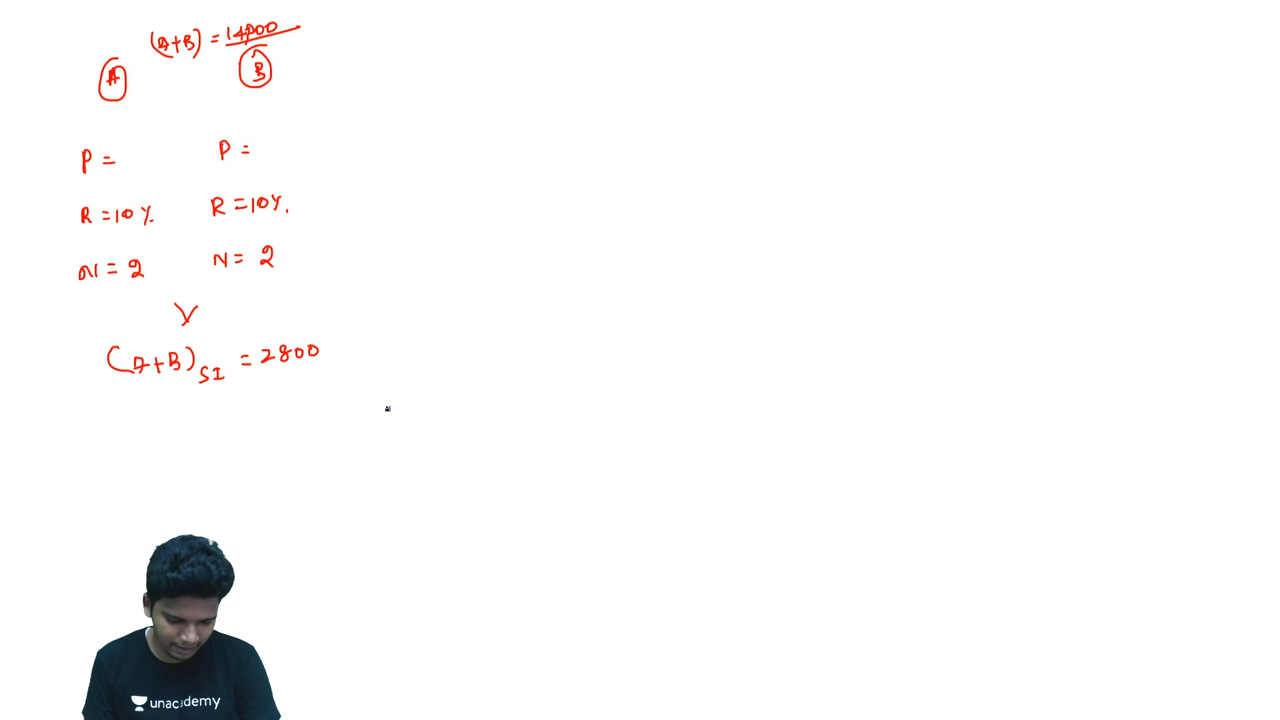 (A+B) = 14000
A B
P = P =
R = 10% R = 10%.
N = 2 N = 2
(A+B) SI = 2800
unacademy